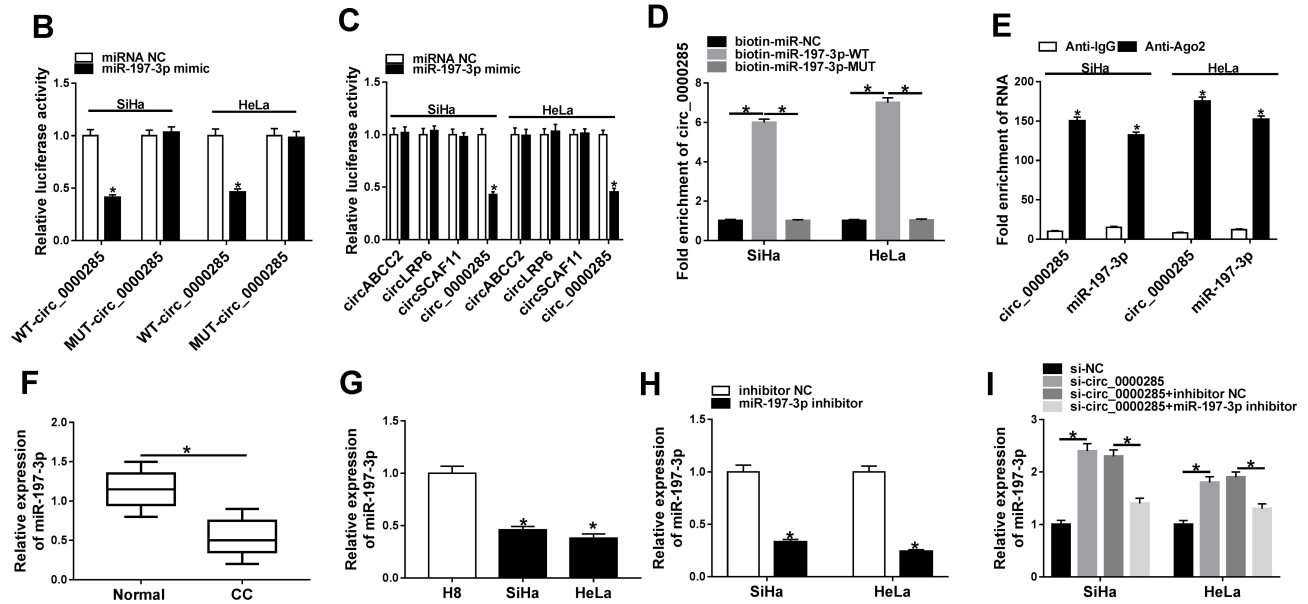 B
miRNA NC
miR-197-3p mimic
Relative luciferase activity
1.5
1.0
0.5
0.0
SiHa
HeLa
*
*
WT-circ_0000285
MUT-circ_0000285
WT-circ_0000285
MUT-circ_0000285
C
miRNA NC
miR-197-3p mimic
Relative luciferase activity
1.5
1.0
0.5
0.0
SiHa
HeLa
*
*
circABCC2
circLRP6
circSCAF11
circ_0000285
circABCC2
circLRP6
circSCAF11
circ_0000285
D
biotin-miR-NC
biotin-miR-197-3p-WT
biotin-miR-197-3p-MUT
Fold enrichment of circ_0000285
8
6
4
2
0
* *
* *
SiHa
HeLa
E
Anti-IgG
Anti-Ago2
Fold enrichment of RNA
200
150
100
50
0
SiHa
HeLa
*
*
*
*
circ_0000285
miR-197-3p
circ_0000285
miR-197-3p
F
Relative expression
of miR-197-3p
2.0
1.5
1.0
0.5
0.0
*
Normal
CC
G
Relative expression
of miR-197-3p
1.5
1.0
0.5
0.0
*
*
H8
SiHa
HeLa
H
inhibitor NC
miR-197-3p inhibitor
Relative expression
of miR-197-3p
1.5
1.0
0.5
0.0
*
*
SiHa
HeLa
I
si-NC
si-circ_0000285
si-circ_0000285+inhibitor NC
si-circ_0000285+miR-197-3p inhibitor
Relative expression
of miR-197-3p
3
2
1
0
* *
* *
SiHa
HeLa